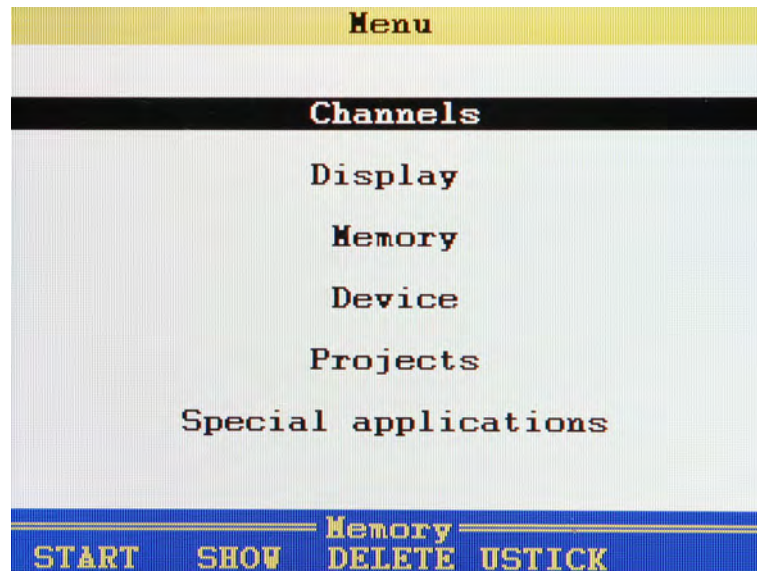 Menu
Channels
Display
Memory
Device
Projects
Special applications
Memory
START SHOW DELETE USTICK